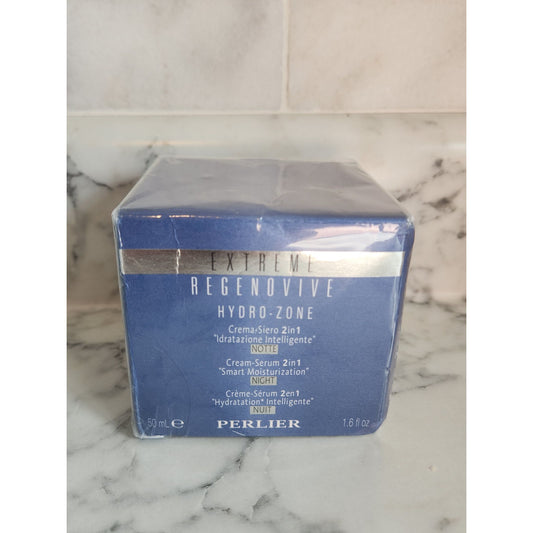 EXTREME
REGENOVIVE
HYDRO-ZONE
Crema-Siero 2in1
"Idratazione Intelligente"
NOTTE
Cream-Serum 2in1
"Smart Moisturization"
NIGHT
Crème-Sérum 2en1
"Hydratation* Intelligente"
NUIT
50 mL ℮ PERLIER 1.6 fl oz